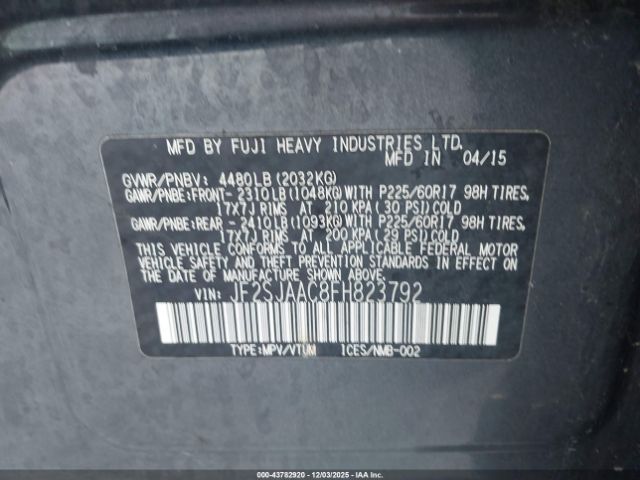 MFD BY FUJI HEAVY INDUSTRIES LTD.
MFD IN 04/15
GVWR/PNBV: 4480LB(2032KG)
GAWR/PNBE:FRONT-2310LB(1048KG)WITH P225/60R17 98H TIRES,
17X7J RIMS AT 210 KPA(30 PSI)COLD
GAWR/PNBE:REAR -2410LB(1093KG)WITH P225/60R17 98H TIRES,
17X7J RIMS AT 200 KPA(29 PSI)COLD
THIS VEHICLE CONFORMS TO ALL APPLICABLE FEDERAL MOTOR
VEHICLE SAFETY AND THEFT PREVENTION STANDARDS IN EFFECT
ON THE DATE OF MANUFACTURE SHOWN ABOVE.
VIN: JF2SJAAC8FH823792
TYPE:MPV/VTUM ICES/NMB-002
000-43782920 - 12/03/2025 - IAAI.COM